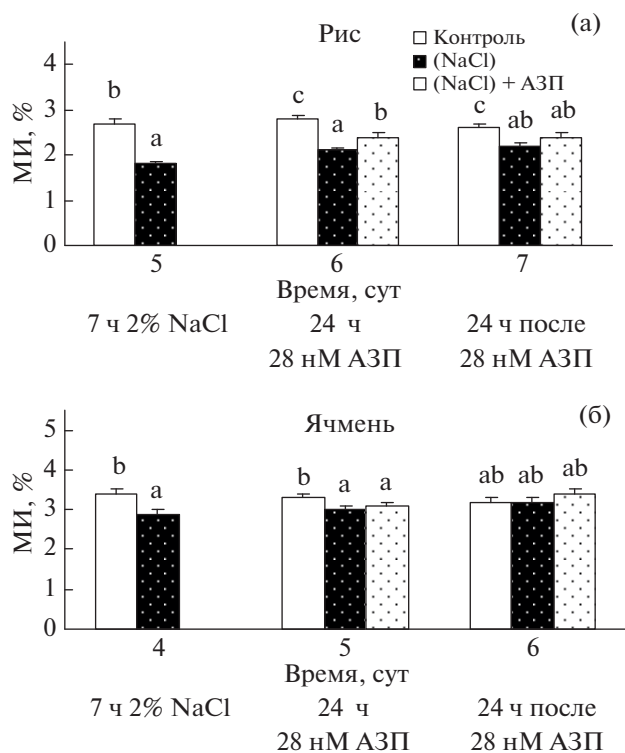 Рис
(а)
Контроль
(NaCl)
(NaCl) + АЗП
МИ, %
4
3
2
1
0
b a c a b c ab ab
5 6 7
Время, сут
7 ч 2% NaCl 24 ч 24 ч после
28 нМ АЗП 28 нМ АЗП
Ячмень
(б)
МИ, %
5
4
3
2
1
0
b a b a a ab ab ab
4 5 6
Время, сут
7 ч 2% NaCl 24 ч 24 ч после
28 нМ АЗП 28 нМ АЗП